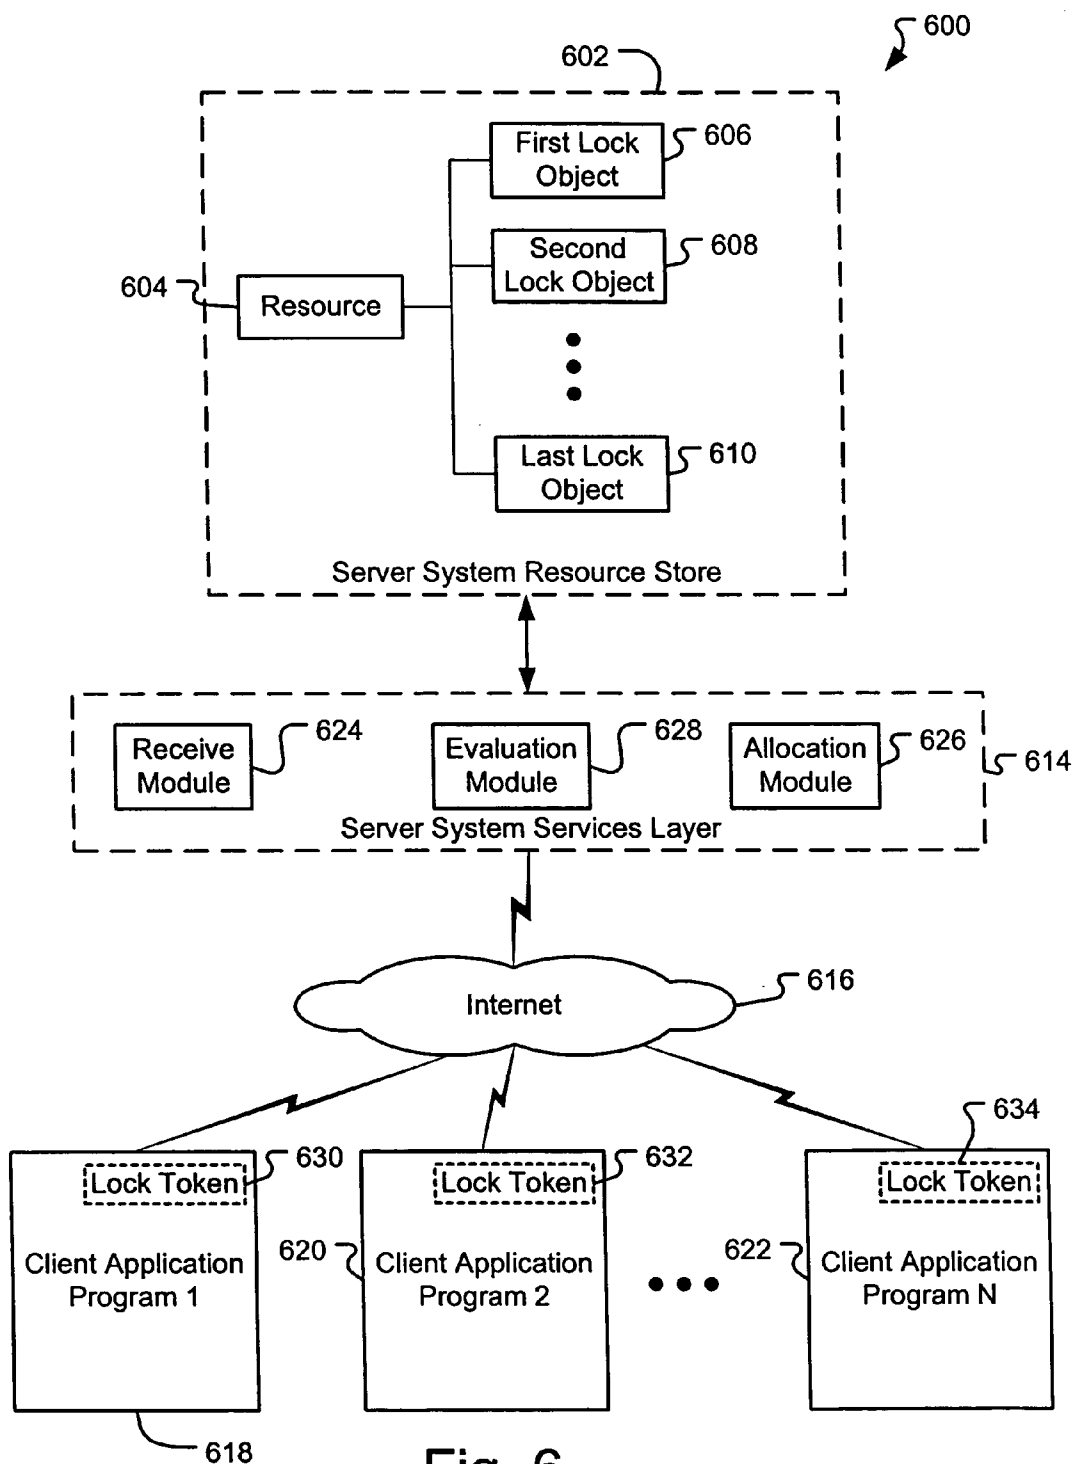 600
602
First Lock
Object
606
Second
Lock Object
608
604
Resource
Last Lock
Object
610
Server System Resource Store
Receive
Module
624
Evaluation
Module
628
Allocation
Module
626
614
Server System Services Layer
Internet
616
634
Lock Token
630
Lock Token
632
Lock Token
Client Application
Program 1
620
Client Application
Program 2
622
Client Application
Program N
618
Fig. 6